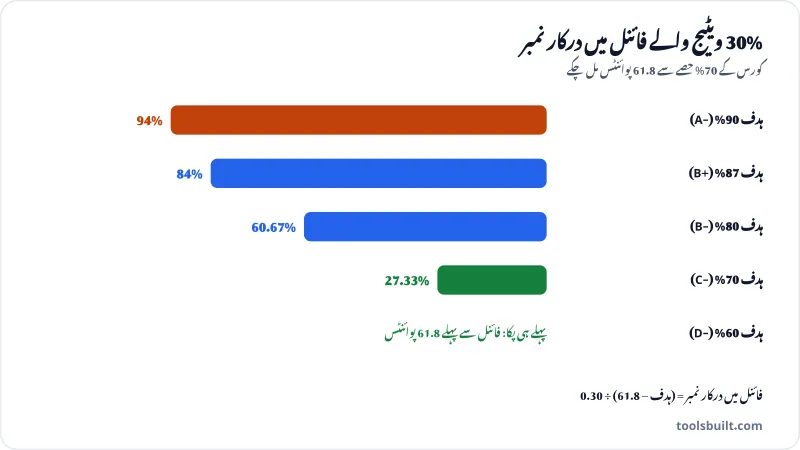 30% ویٹیج والے فائنل میں درکار نمبر
کورس کے 70% حصے سے 61.8 پوائنٹس مل چکے
ہدف 90% (A−)
94%
ہدف 87% (B+)
84%
ہدف 80% (B−)
60.67%
ہدف 70% (C−)
27.33%
ہدف 60% (D−)
پہلے ہی پکا: فائنل سے پہلے 61.8 پوائنٹس
فائنل میں درکار نمبر = (ہدف − 61.8) ÷ 0.30
toolsbuilt.com